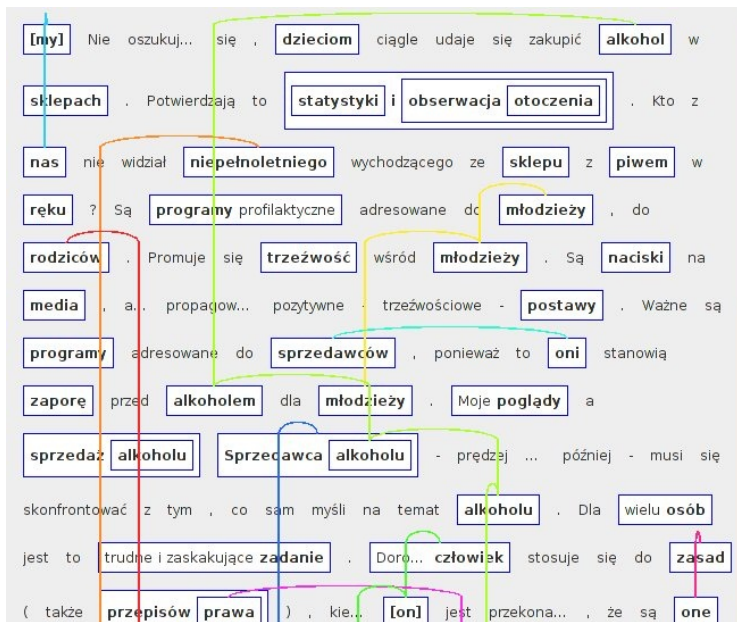 [my] Nie oszukuj... się , dzieciom ciągle udaje się zakupić alkohol w
sklepach . Potwierdzają to statystyki i obserwacja otoczenia . Kto z
nas nie widział niepełnoletniego wychodzącego ze sklepu z piwem w
ręku ? Są programy profilaktyczne adresowane do młodzieży , do
rodziców . Promuje się trzeźwość wśród młodzieży . Są naciski na
media , a... propagow... pozytywne - trzeźwościowe - postawy . Ważne są
programy adresowane do sprzedawców , ponieważ to oni stanowią
zaporę przed alkoholem dla młodzieży . Moje poglądy a
sprzedaż alkoholu Sprzedawca alkoholu - prędzej ... później - musi się
skonfrontować z tym , co sam myśli na temat alkoholu . Dla wielu osób
jest to trudne i zaskakujące zadanie . Doro... człowiek stosuje się do zasad
( także przepisów prawa ) , kie... [on] jest przekona... , że są one